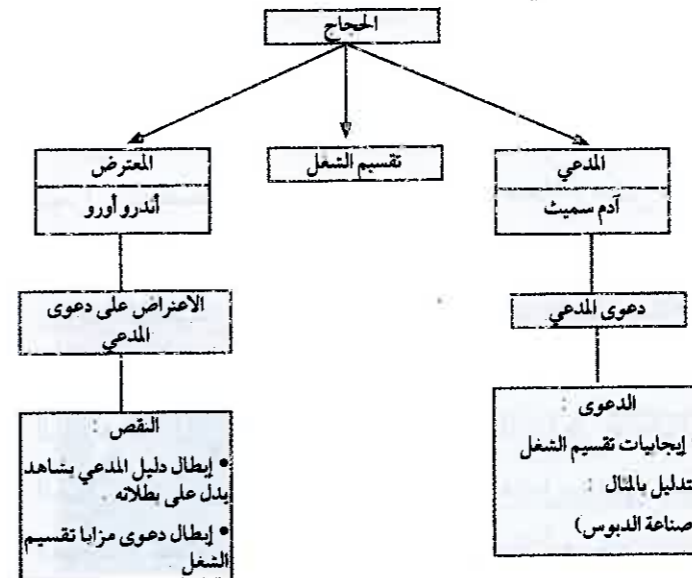 الحجاج
المدعي
آدم سميث
تقسيم الشغل
المعترض
أندرو أورو
دعوى المدعي
الاعتراض على دعوى
المدعي
الدعوى :
إيجابيات تقسيم الشغل
تدليل بالمثال :
صناعة الدبوس)
النقص :
• إبطال دليل المدعي بشاهد
يدل على بطلانه
• إبطال دعوى مزايا تقسيم
الشغل